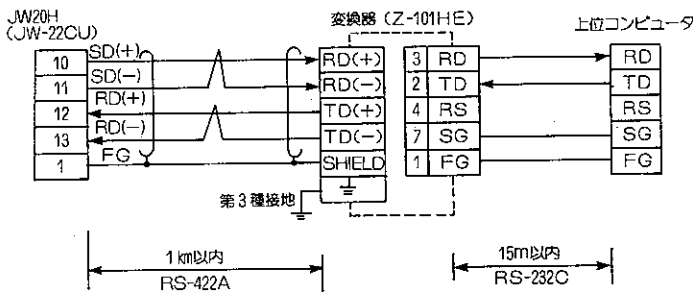 JW20H
(JW-22CU)
変換器(Z-101HE)
上位コンピュータ
10 SD(+) RD(+) 3 RD RD
11 SD(-) RD(-) 2 TD TD
12 RD(+) TD(+) 4 RS RS
13 RD(-) TD(-) 7 SG SG
1 FG SHIELD 1 FG FG
第3種接地
1km以内 15m以内
RS-422A RS-232C